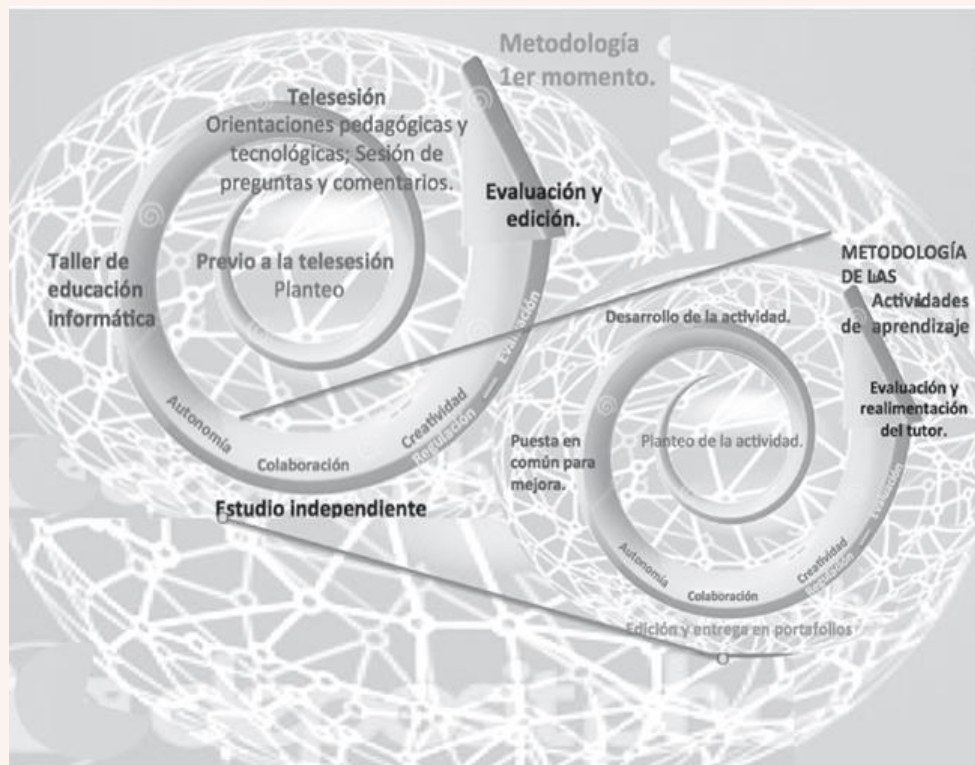 Metodología
1er momento.
Telesesión
Orientaciones pedagógicas y
tecnológicas; Sesión de
preguntas y comentarios.
Evaluación y
edición.
Taller de
educación
informática
Previo a la telesesión
Planteo
Autonomía
Colaboración
Creatividad
Regulación — Evaluación
Estudio independiente
METODOLOGÍA
DE LAS
Actividades
de aprendizaje
Desarrollo de la actividad.
Evaluación y
realimentación
del tutor.
Planteo de la actividad.
Puesta en
común para
mejora.
Autonomía
Colaboración
Creatividad
Regulación — Evaluación
Edición y entrega en portafolios